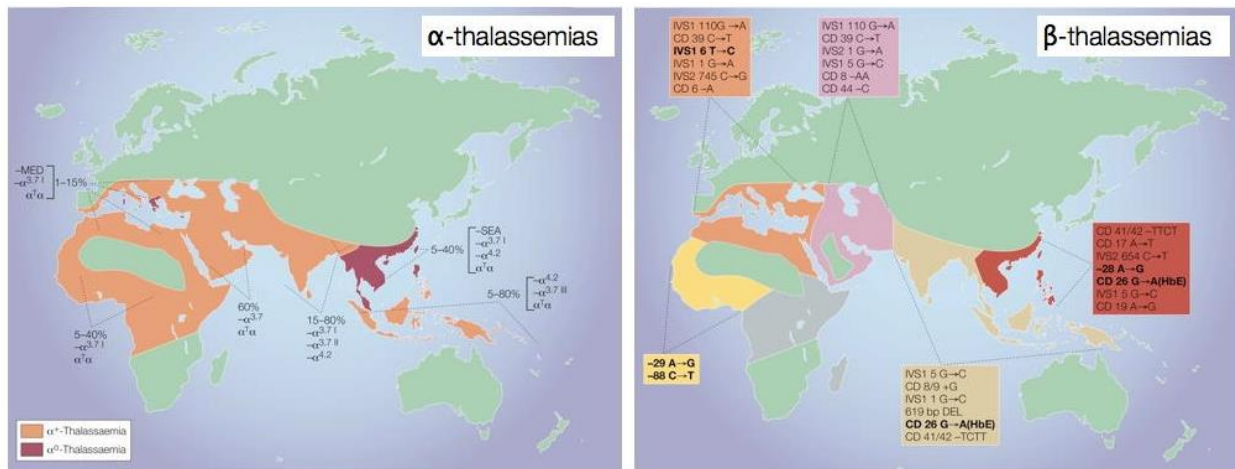 α-thalassemias
–MED
–α3.7 I
αTα
1–15%
–SEA
–α3.7 I
–α4.2
αTα
5–40%
–α4.2
–α3.7 III
αTα
5–80%
60%
–α3.7
αTα
15–80%
–α3.7 I
–α3.7 II
–α4.2
5–40%
–α3.7 I
αTα
α+-Thalassaemia
α0-Thalassaemia
β-thalassemias
IVS1 110G →A
CD 39 C→T
IVS1 6 T→C
IVS1 1 G→A
IVS2 745 C→G
CD 6 –A
IVS1 110 G→A
CD 39 C→T
IVS2 1 G→A
IVS1 5 G→C
CD 8 –AA
CD 44 –C
CD 41/42 –TTCT
CD 17 A→T
IVS2 654 C→T
–28 A→G
CD 26 G→A(HbE)
IVS1 5 G→C
CD 19 A→G
–29 A→G
–88 C→T
IVS1 5 G→C
CD 8/9 +G
IVS1 1 G→C
619 bp DEL
CD 26 G→A(HbE)
CD 41/42 –TCTT